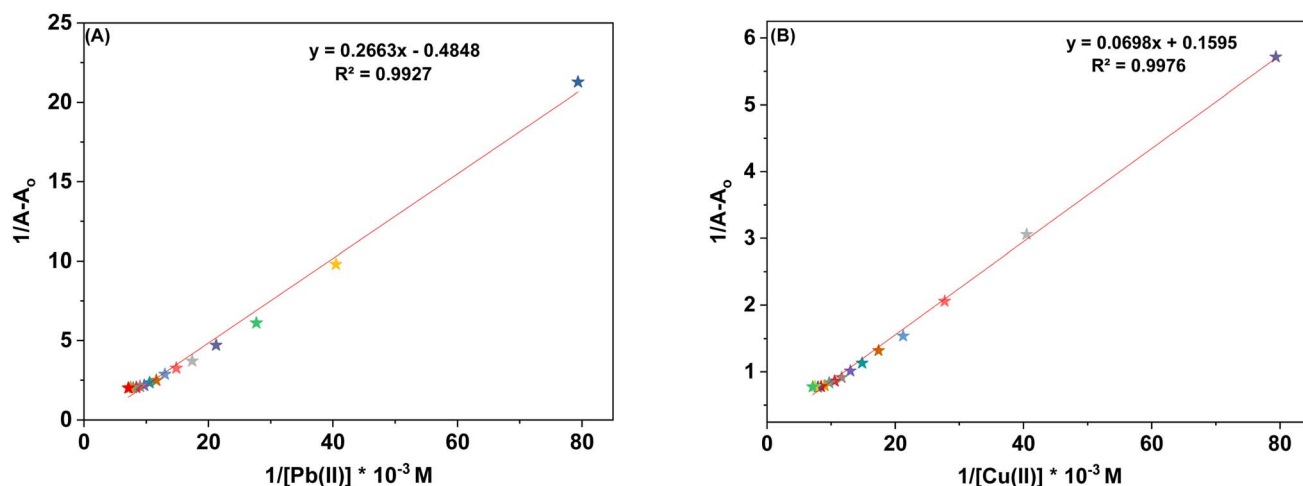 (A)
y = 0.2663x - 0.4848
R² = 0.9927
25
20
15
10
5
0
0 20 40 60 80
1/A-Aₒ
1/[Pb(II)] * 10⁻³ M
(B)
y = 0.0698x + 0.1595
R² = 0.9976
6
5
4
3
2
1
0 20 40 60 80
1/A-Aₒ
1/[Cu(II)] * 10⁻³ M